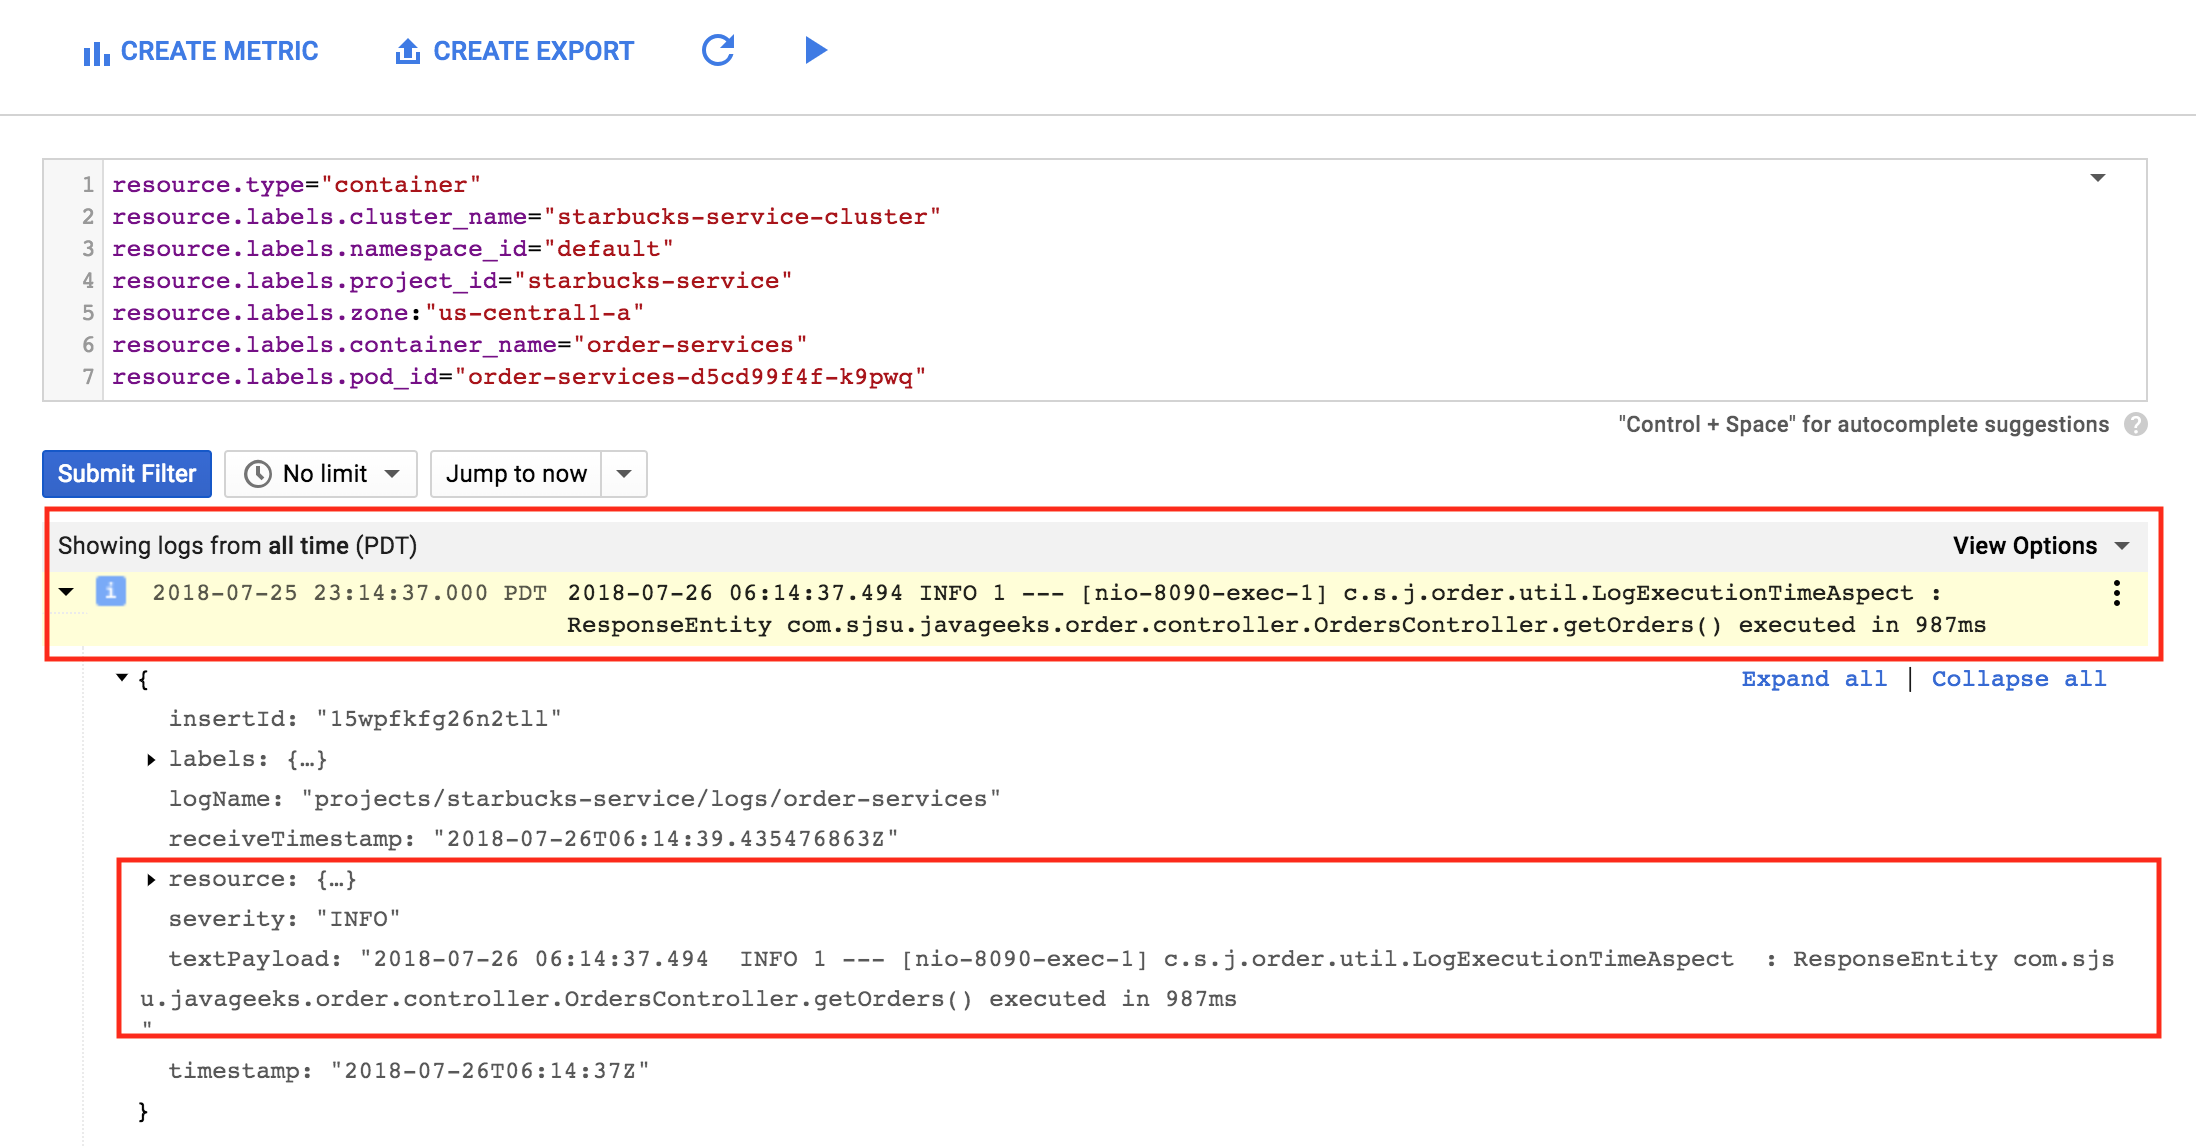 CREATE METRIC CREATE EXPORT
1 resource.type="container"
2 resource.labels.cluster_name="starbucks-service-cluster"
3 resource.labels.namespace_id="default"
4 resource.labels.project_id="starbucks-service"
5 resource.labels.zone:"us-central1-a"
6 resource.labels.container_name="order-services"
7 resource.labels.pod_id="order-services-d5cd99f4f-k9pwq"
"Control + Space" for autocomplete suggestions ?
Submit Filter No limit Jump to now
Showing logs from all time (PDT) View Options
i 2018-07-25 23:14:37.000 PDT 2018-07-26 06:14:37.494 INFO 1 --- [nio-8090-exec-1] c.s.j.order.util.LogExecutionTimeAspect :
ResponseEntity com.sjsu.javageeks.order.controller.OrdersController.getOrders() executed in 987ms
{ Expand all | Collapse all
insertId: "15wpfkfg26n2tll"
labels: {…}
logName: "projects/starbucks-service/logs/order-services"
receiveTimestamp: "2018-07-26T06:14:39.435476863Z"
resource: {…}
severity: "INFO"
textPayload: "2018-07-26 06:14:37.494  INFO 1 --- [nio-8090-exec-1] c.s.j.order.util.LogExecutionTimeAspect  : ResponseEntity com.sjs
u.javageeks.order.controller.OrdersController.getOrders() executed in 987ms
"
timestamp: "2018-07-26T06:14:37Z"
}